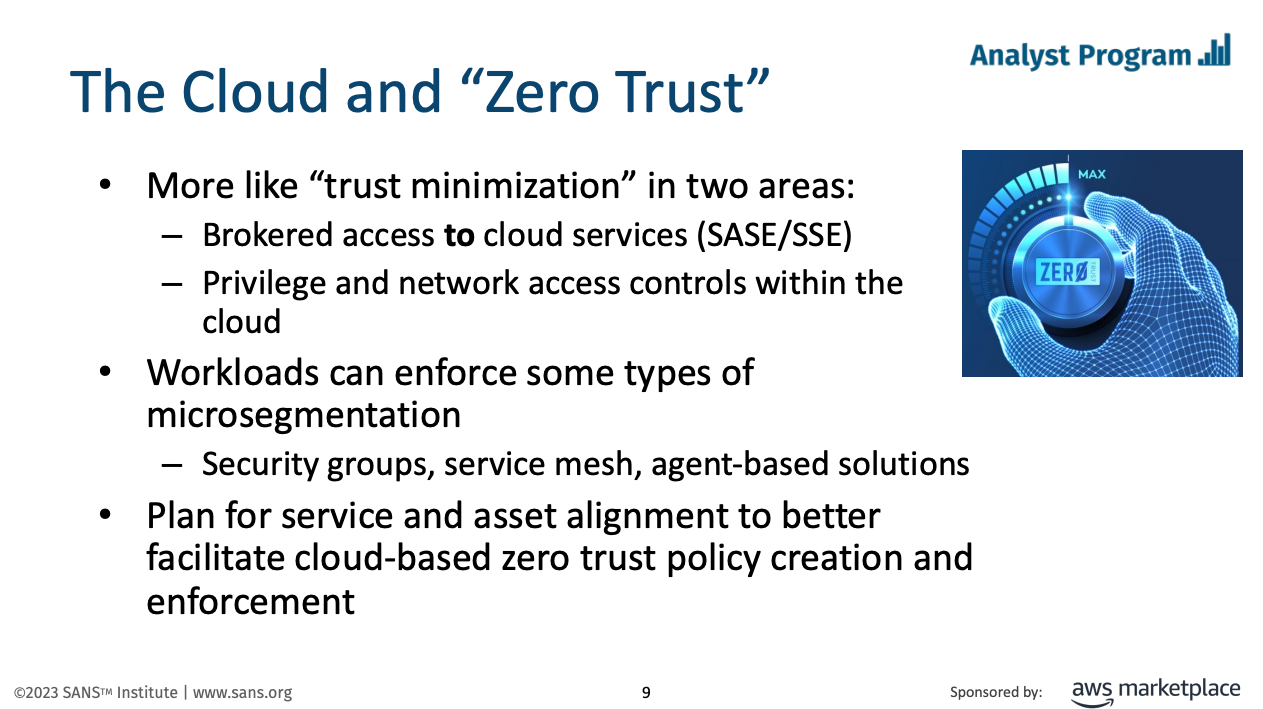 Analyst Program
The Cloud and “Zero Trust”
• More like “trust minimization” in two areas:
– Brokered access to cloud services (SASE/SSE)
– Privilege and network access controls within the
cloud
• Workloads can enforce some types of
microsegmentation
– Security groups, service mesh, agent-based solutions
• Plan for service and asset alignment to better
facilitate cloud-based zero trust policy creation and
enforcement
MAX
ZERO TRUST
©2023 SANS™ Institute | www.sans.org
9
Sponsored by:
aws marketplace